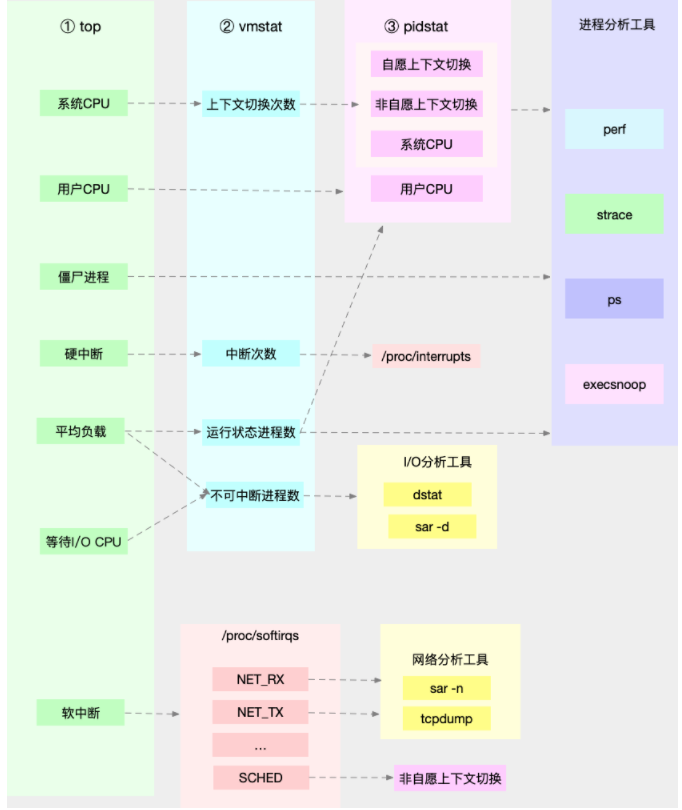 ① top
② vmstat
③ pidstat
进程分析工具
自愿上下文切换
系统CPU
上下文切换次数
非自愿上下文切换
perf
系统CPU
用户CPU
用户CPU
strace
僵尸进程
ps
硬中断
中断次数
/proc/interrupts
execsnoop
平均负载
运行状态进程数
I/O分析工具
不可中断进程数
dstat
sar -d
等待I/O CPU
/proc/softirqs
网络分析工具
NET_RX
sar -n
软中断
NET_TX
tcpdump
...
SCHED
非自愿上下文切换